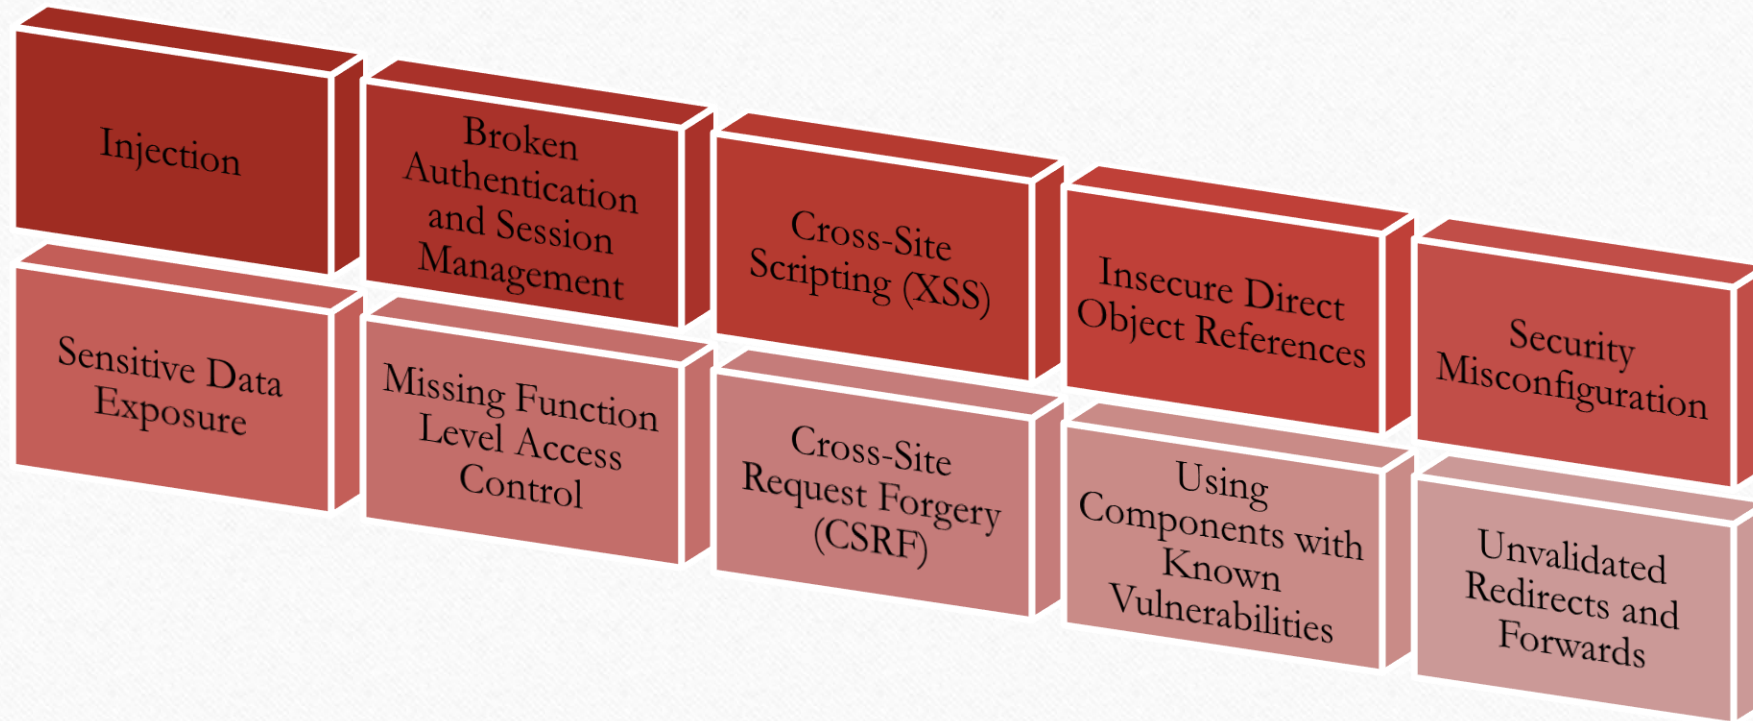 Injection
Broken
Authentication
and Session
Management
Cross-Site
Scripting (XSS)
Insecure Direct
Object References
Security
Misconfiguration
Sensitive Data
Exposure
Missing Function
Level Access
Control
Cross-Site
Request Forgery
(CSRF)
Using
Components with
Known
Vulnerabilities
Unvalidated
Redirects and
Forwards